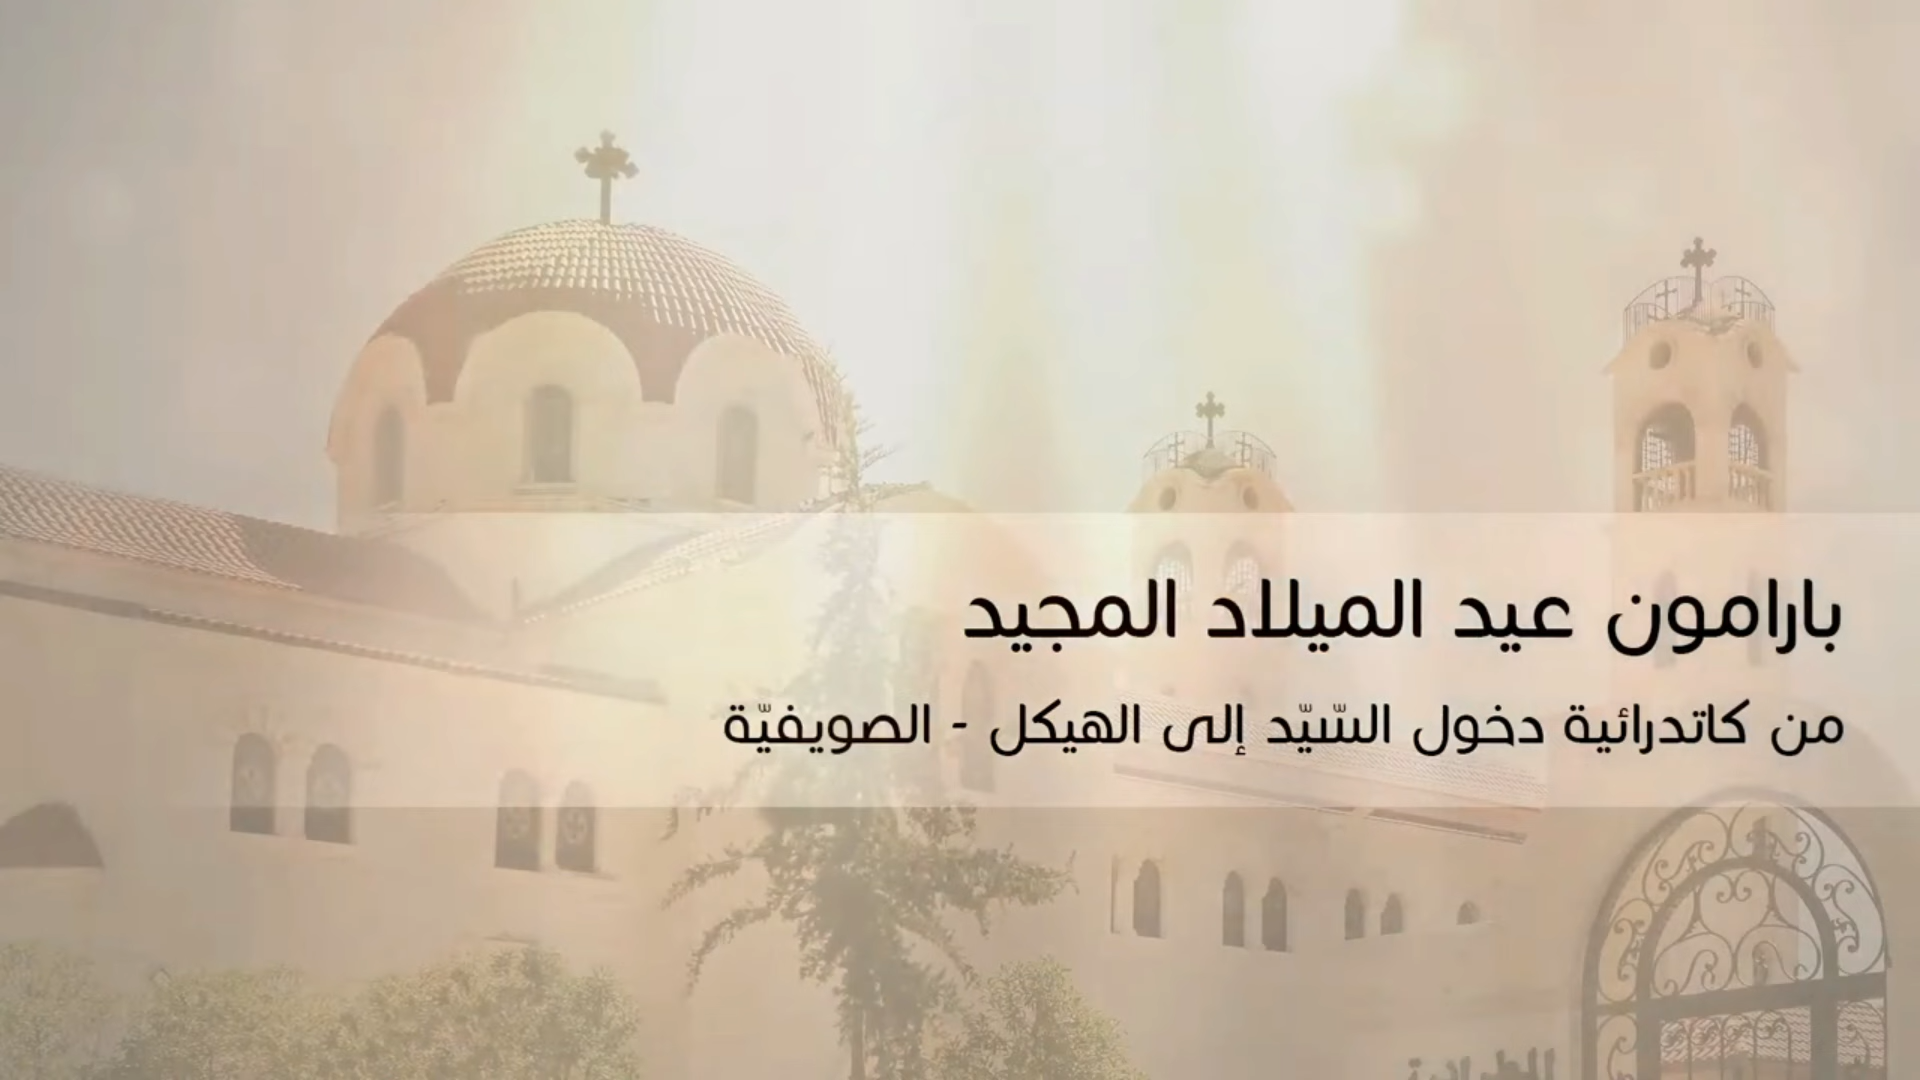 بارامون عيد الميلاد المجيد
من كاتدرائية دخول السّيّد إلى الهيكل - الصويفيّة